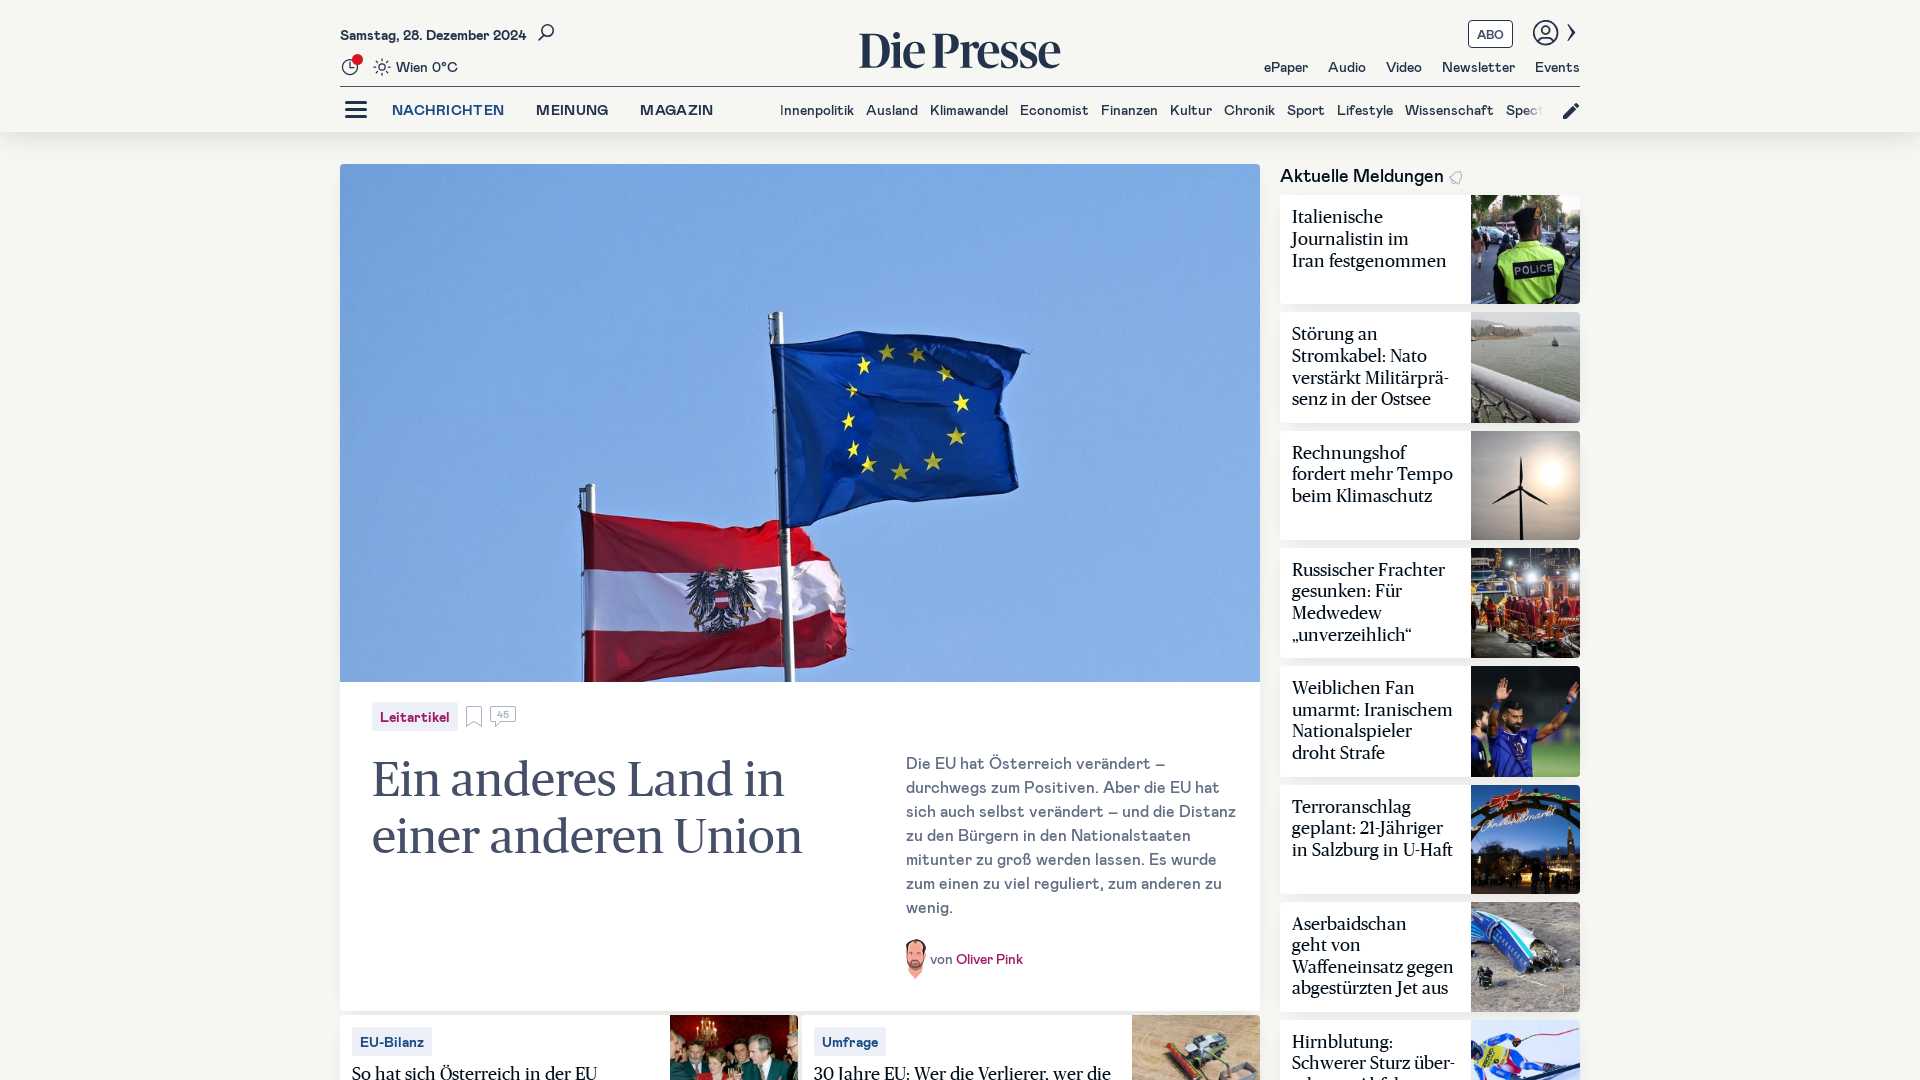 Samstag, 28. Dezember 2024
Die Presse
ABO
Wien 0°C
ePaper Audio Video Newsletter Events
NACHRICHTEN MEINUNG MAGAZIN
Innenpolitik Ausland Klimawandel Economist Finanzen Kultur Chronik Sport Lifestyle Wissenschaft Spect
Leitartikel
45
Ein anderes Land in
einer anderen Union
Die EU hat Österreich verändert –
durchwegs zum Positiven. Aber die EU hat
sich auch selbst verändert – und die Distanz
zu den Bürgern in den Nationalstaaten
mitunter zu groß werden lassen. Es wurde
zum einen zu viel reguliert, zum anderen zu
wenig.
von Oliver Pink
EU-Bilanz
So hat sich Österreich in der EU
Umfrage
30 Jahre EU: Wer die Verlierer, wer die
Aktuelle Meldungen
Italienische
Journalistin im
Iran festgenommen
POLICE
Störung an
Stromkabel: Nato
verstärkt Militärprä-
senz in der Ostsee
Rechnungshof
fordert mehr Tempo
beim Klimaschutz
Russischer Frachter
gesunken: Für
Medwedew
„unverzeihlich“
Weiblichen Fan
umarmt: Iranischem
Nationalspieler
droht Strafe
Terroranschlag
geplant: 21-Jähriger
in Salzburg in U-Haft
Aserbaidschan
geht von
Waffeneinsatz gegen
abgestürzten Jet aus
Hirnblutung:
Schwerer Sturz über-